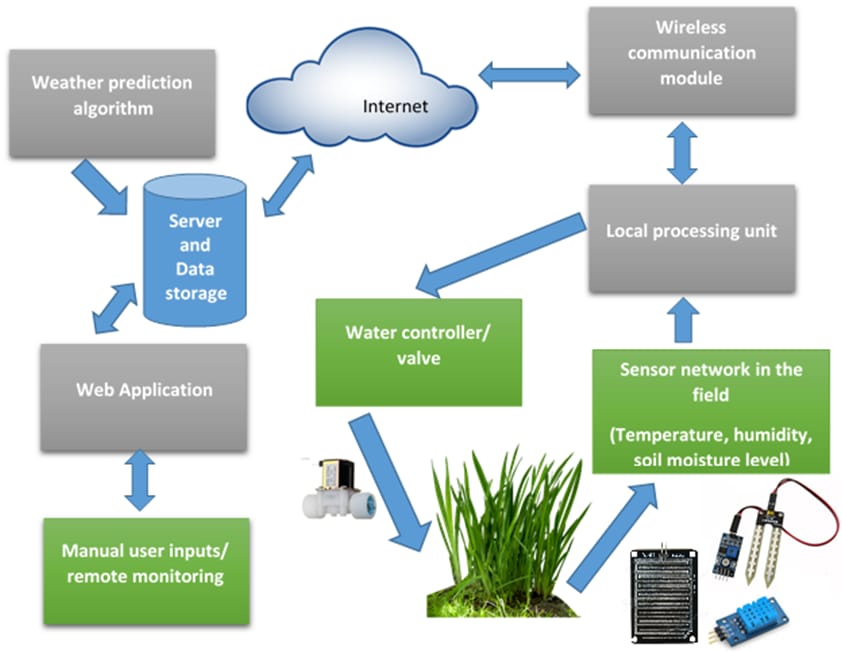 Weather prediction
algorithm
Internet
Wireless
communication
module
Server
and
Data
storage
Local processing unit
Water controller/
valve
Web Application
Sensor network in the
field
(Temperature, humidity,
soil moisture level)
Manual user inputs/
remote monitoring